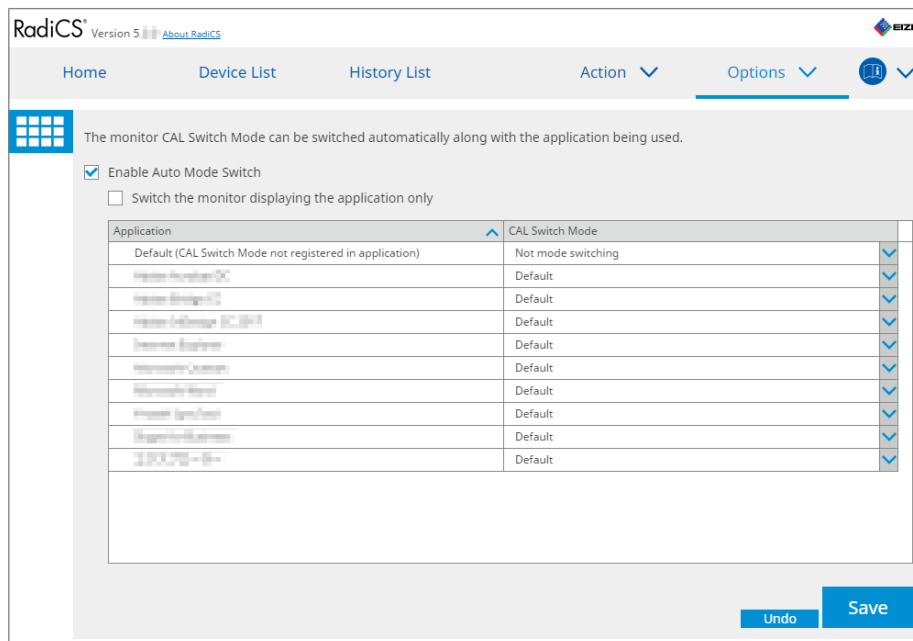 RadiCS® Version 5. About RadiCS
EIZ
Home Device List History List Action Options
The monitor CAL Switch Mode can be switched automatically along with the application being used.
Enable Auto Mode Switch
Switch the monitor displaying the application only
Application CAL Switch Mode
Default (CAL Switch Mode not registered in application) Not mode switching
Default
Default
Default
Default
Default
Default
Default
Default
Default
Save
Undo